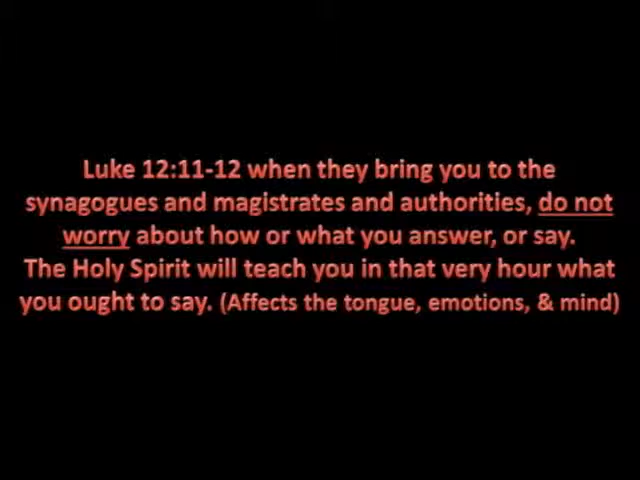 Luke 12:11-12 when they bring you to the
synagogues and magistrates and authorities, do not
worry about how or what you answer, or say.
The Holy Spirit will teach you in that very hour what
you ought to say. (Affects the tongue, emotions, & mind)